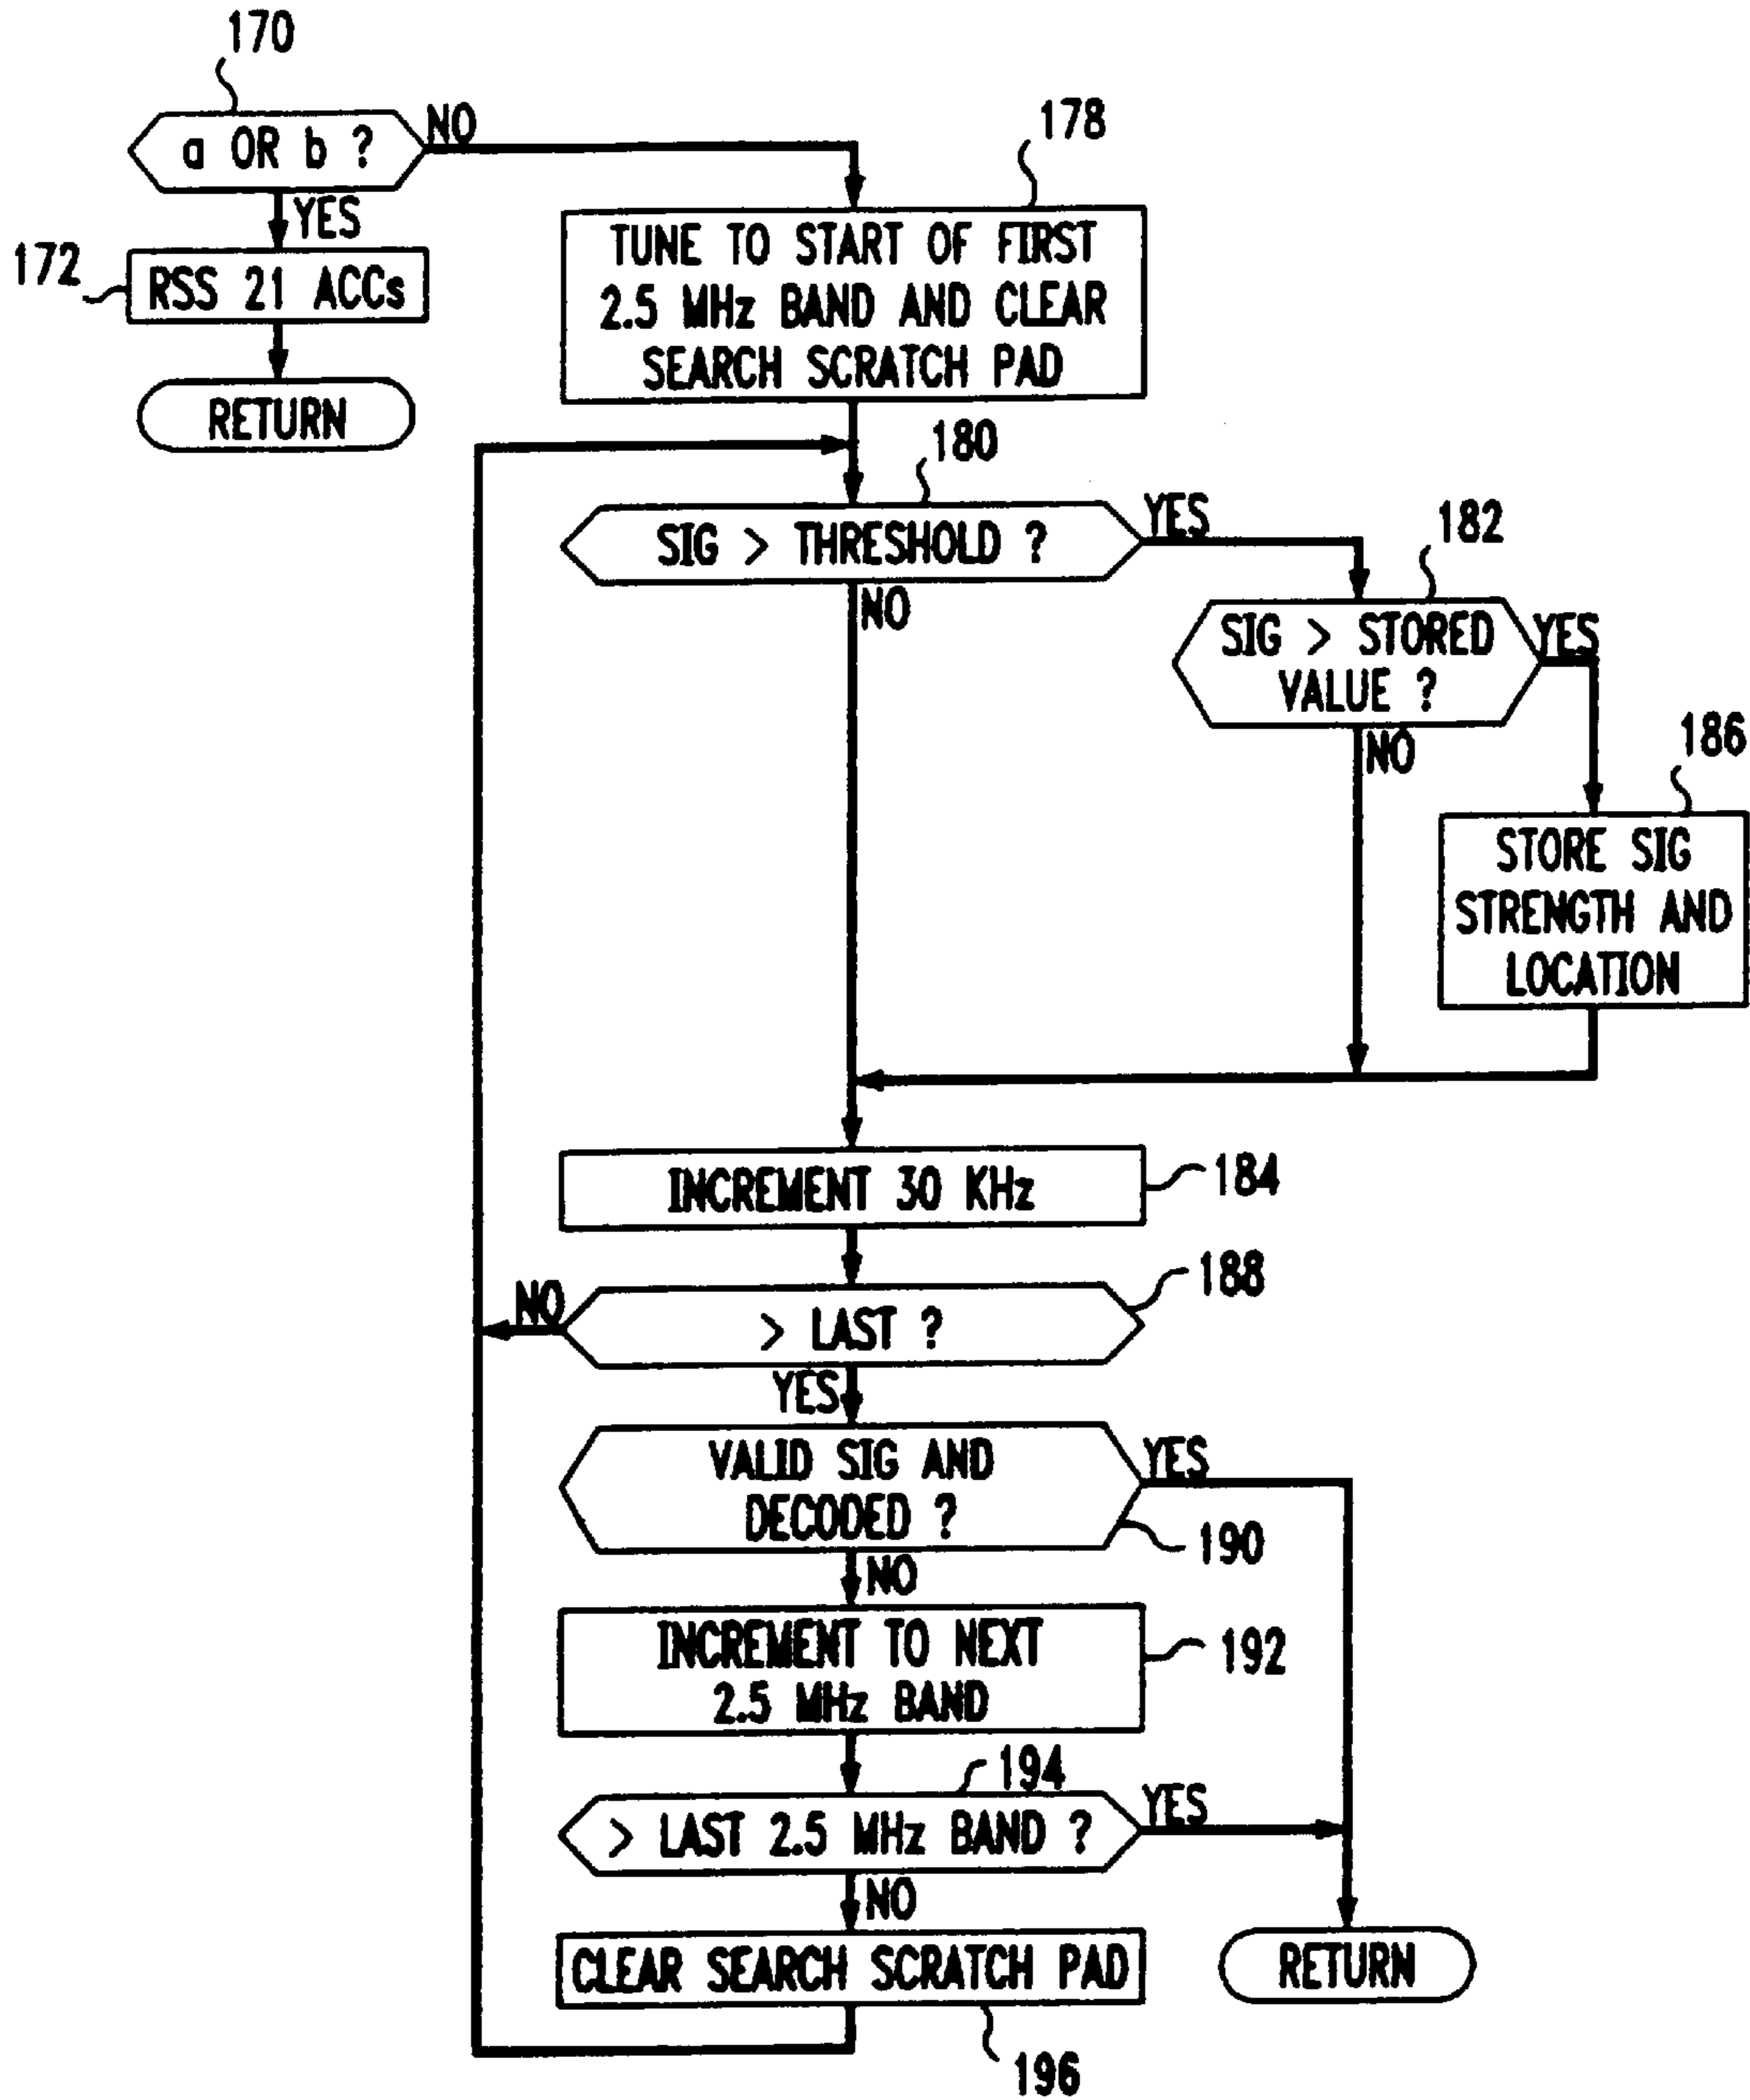 170
a OR b ?
NO
YES
172
RSS 21 ACCs
RETURN
178
TUNE TO START OF FIRST
2.5 MHz BAND AND CLEAR
SEARCH SCRATCH PAD
180
SIG > THRESHOLD ?
YES
NO
182
SIG > STORED
VALUE ?
YES
NO
186
STORE SIG
STRENGTH AND
LOCATION
INCREMENT 30 KHz
184
188
> LAST ?
NO
YES
VALID SIG AND
DECODED ?
YES
190
NO
INCREMENT TO NEXT
2.5 MHz BAND
192
194
> LAST 2.5 MHz BAND ?
YES
NO
CLEAR SEARCH SCRATCH PAD
RETURN
196